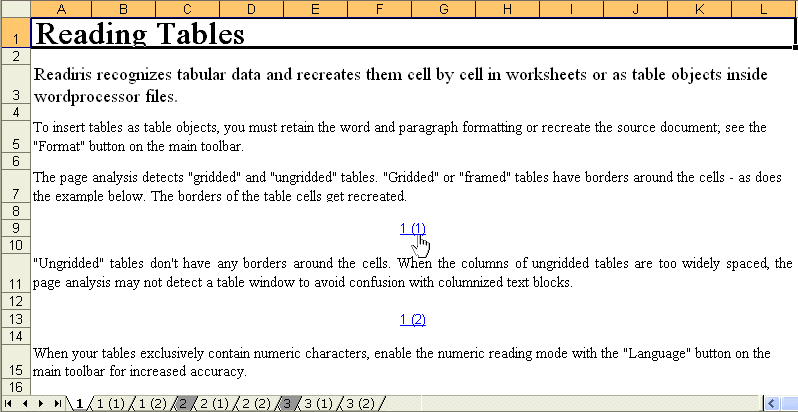 A B C D E F G H I J K L
1 Reading Tables
2
3 Readiris recognizes tabular data and recreates them cell by cell in worksheets or as table objects inside
wordprocessor files.
4
5 To insert tables as table objects, you must retain the word and paragraph formatting or recreate the source document; see the
"Format" button on the main toolbar.
6
7 The page analysis detects "gridded" and "ungridded" tables. "Gridded" or "framed" tables have borders around the cells - as does
the example below. The borders of the table cells get recreated.
8
9 1 (1)
10
11 "Ungridded" tables don't have any borders around the cells. When the columns of ungridded tables are too widely spaced, the
page analysis may not detect a table window to avoid confusion with columnized text blocks.
12
13 1 (2)
14
15 When your tables exclusively contain numeric characters, enable the numeric reading mode with the "Language" button on the
main toolbar for increased accuracy.
16
1 1 (1) 1 (2) 2 2 (1) 2 (2) 3 3 (1) 3 (2)